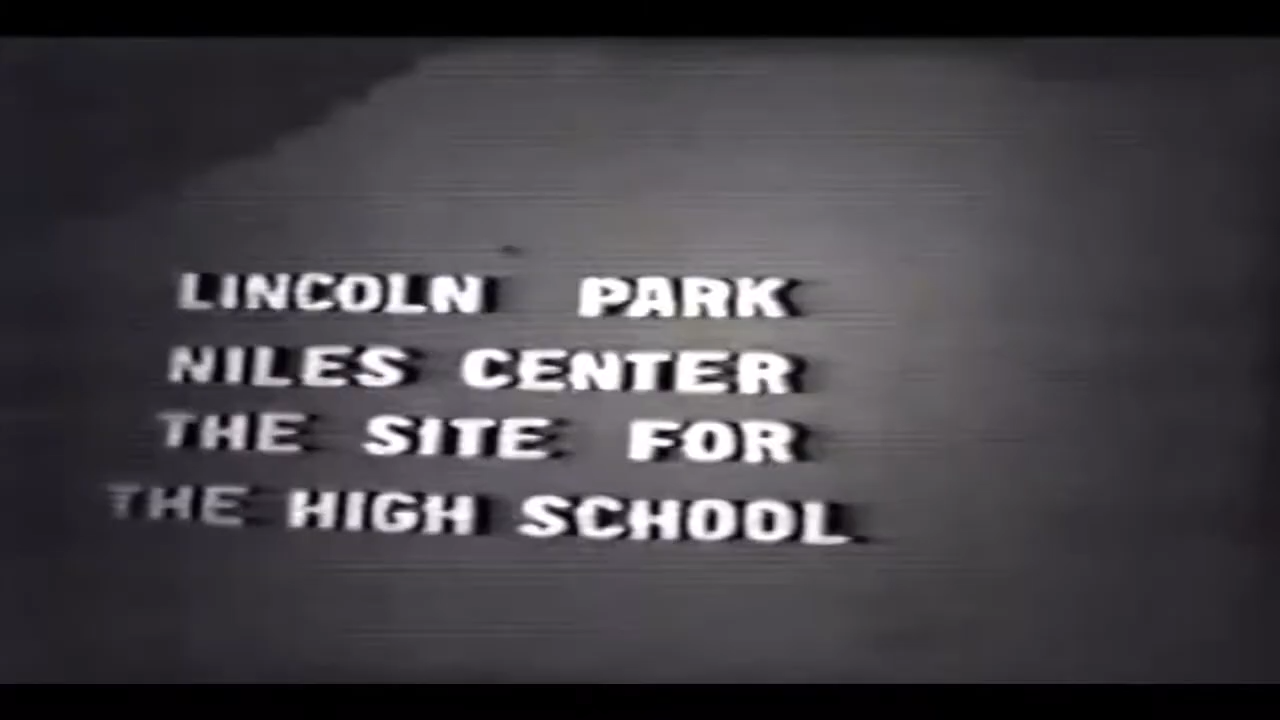 LINCOLN PARK
NILES CENTER
THE SITE FOR
THE HIGH SCHOOL.